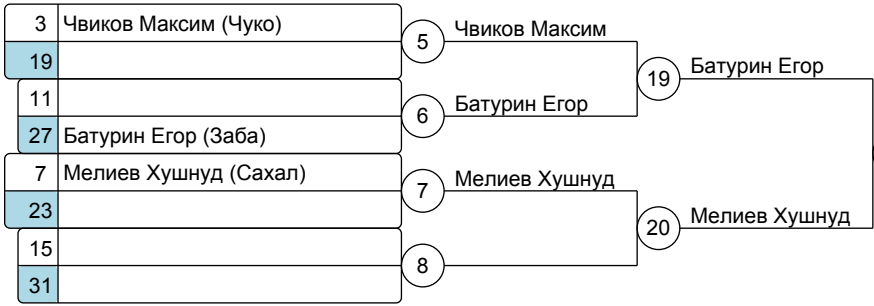 3 Чвиков Максим (Чуко)
19
5 Чвиков Максим
11
27 Батурин Егор (Заба)
6 Батурин Егор
19 Батурин Егор
7 Мелиев Хушнуд (Сахал)
23
7 Мелиев Хушнуд
15
31
8
20 Мелиев Хушнуд